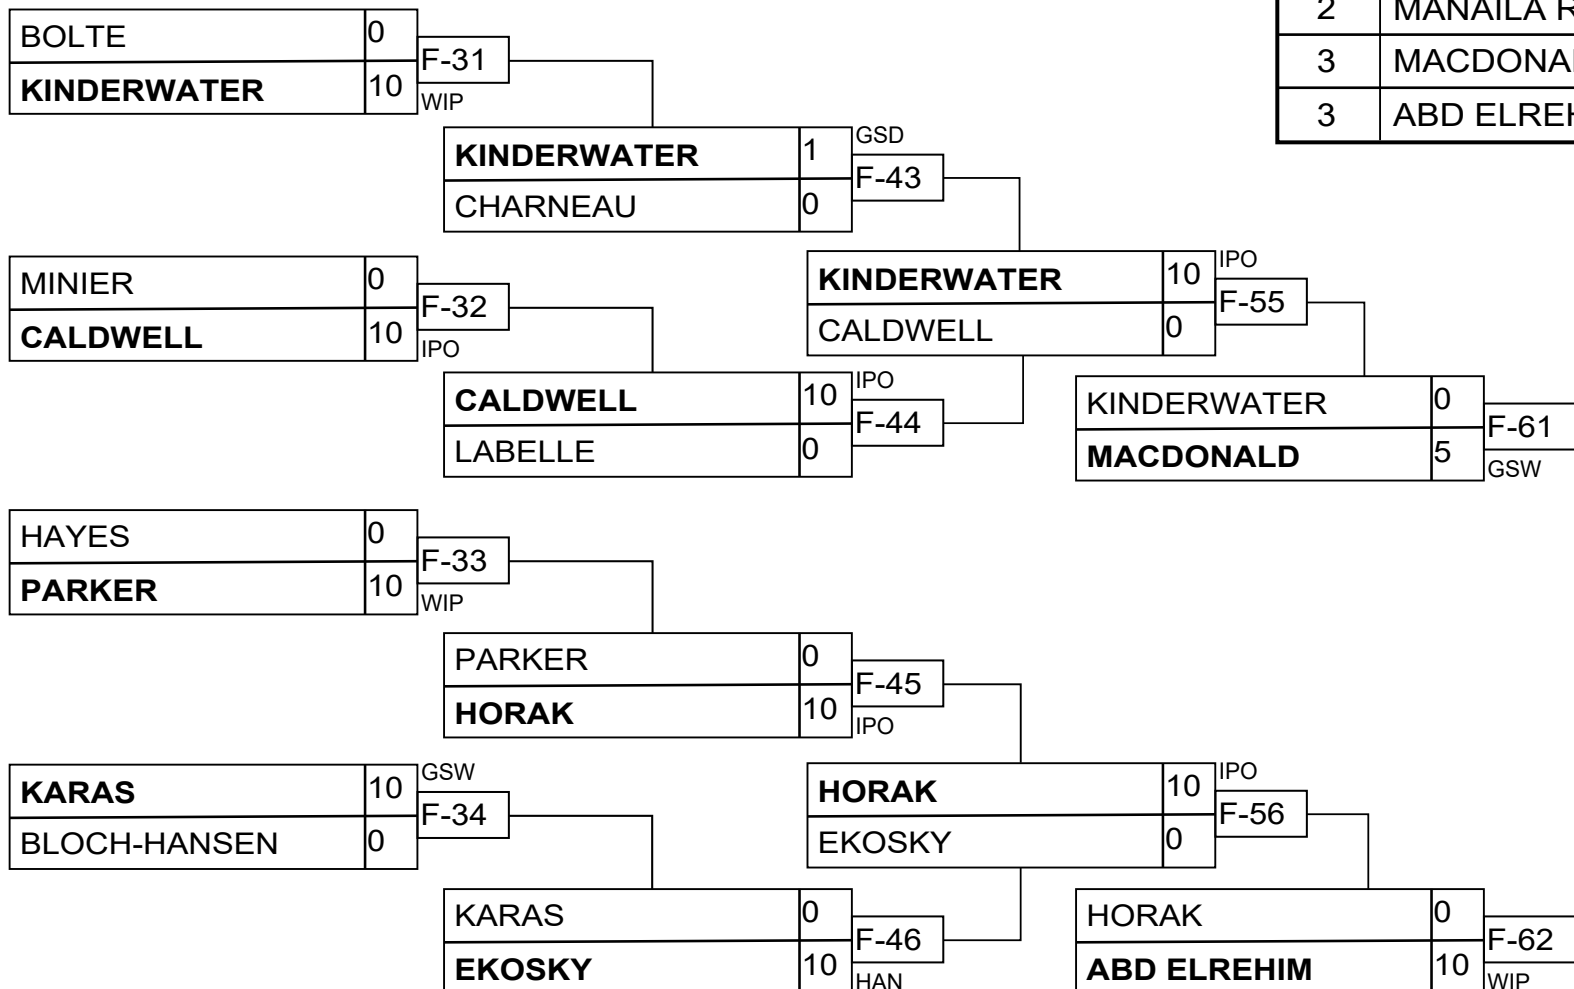 2 MANAILA R
3 MACDONA
3 ABD ELREH
BOLTE 0
F-31
KINDERWATER 10
WIP
KINDERWATER 1
GSD
F-43
CHARNEAU 0
MINIER 0
F-32
CALDWELL 10
IPO
KINDERWATER 10
IPO
F-55
CALDWELL 0
CALDWELL 10
IPO
F-44
LABELLE 0
KINDERWATER 0
F-61
MACDONALD 5
GSW
HAYES 0
F-33
PARKER 10
WIP
PARKER 0
F-45
HORAK 10
IPO
KARAS 10
GSW
F-34
BLOCH-HANSEN 0
HORAK 10
IPO
F-56
EKOSKY 0
KARAS 0
F-46
EKOSKY 10
HAN
HORAK 0
F-62
ABD ELREHIM 10
WIP